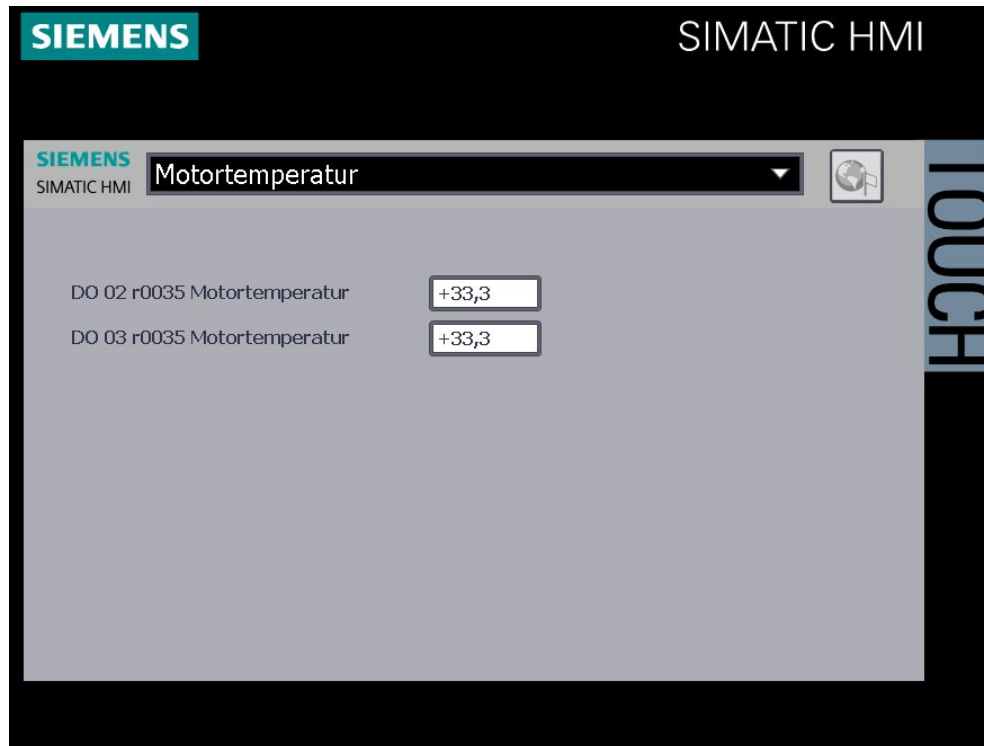 SIEMENS
SIMATIC HMI
SIEMENS
SIMATIC HMI
Motortemperatur
TOUCH
DO 02 r0035 Motortemperatur
+33,3
DO 03 r0035 Motortemperatur
+33,3